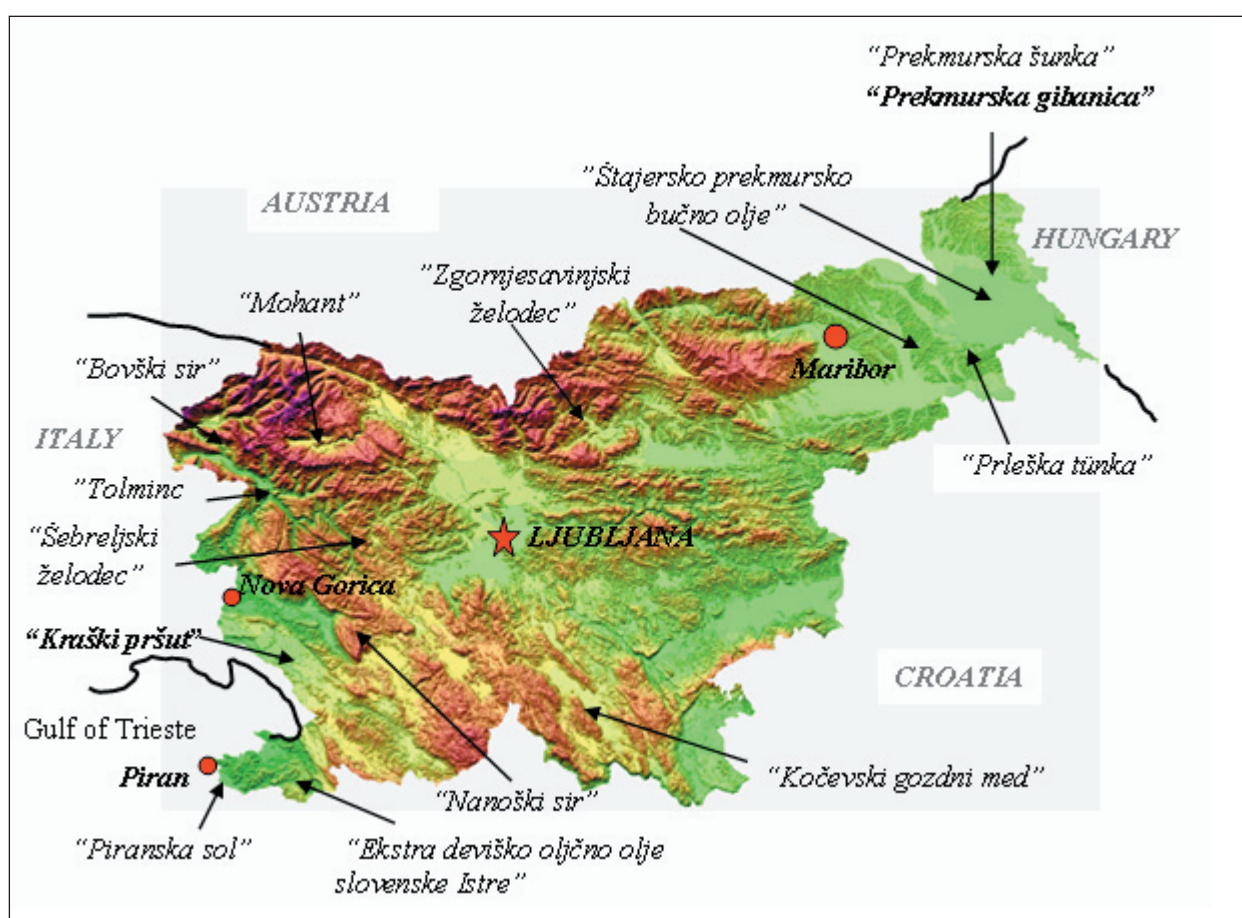 “Prekmurska šunka”
“Prekmurska gibanica”
”Štajersko prekmursko
bučno olje”
AUSTRIA
HUNGARY
“Zgornjesavinjski
želodec”
“Mohant”
“Bovški sir”
Maribor
ITALY
“Prleška tünka”
”Tolminc
“Šebreljski
želodec”
LJUBLJANA
Nova Gorica
“Kraški pršut”
CROATIA
Gulf of Trieste
Piran
“Kočevski gozdni med”
“Nanoški sir”
“Piranska sol”
“Ekstra deviško oljčno olje
slovenske Istre”